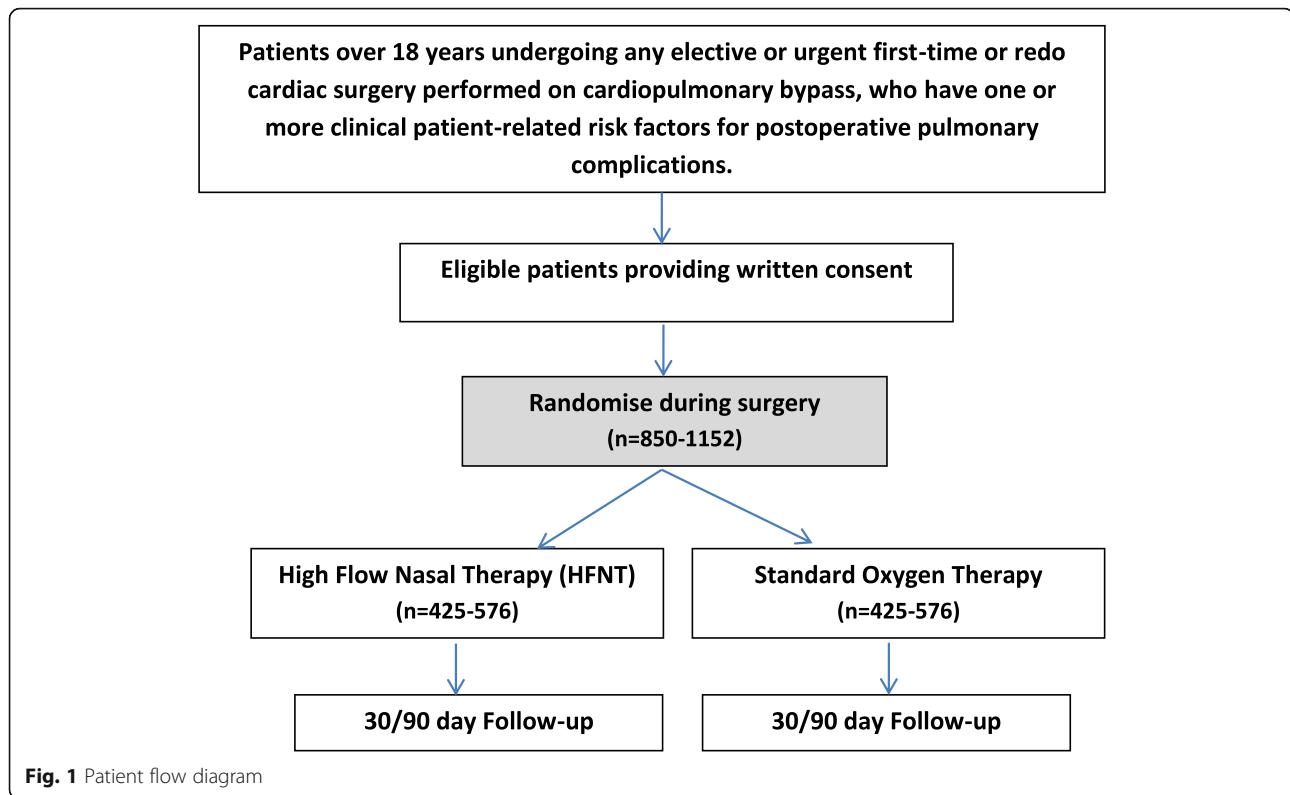 Patients over 18 years undergoing any elective or urgent first-time or redo
cardiac surgery performed on cardiopulmonary bypass, who have one or
more clinical patient-related risk factors for postoperative pulmonary
complications.
Eligible patients providing written consent
Randomise during surgery
(n=850-1152)
High Flow Nasal Therapy (HFNT)
(n=425-576)
Standard Oxygen Therapy
(n=425-576)
30/90 day Follow-up
30/90 day Follow-up
Fig. 1 Patient flow diagram